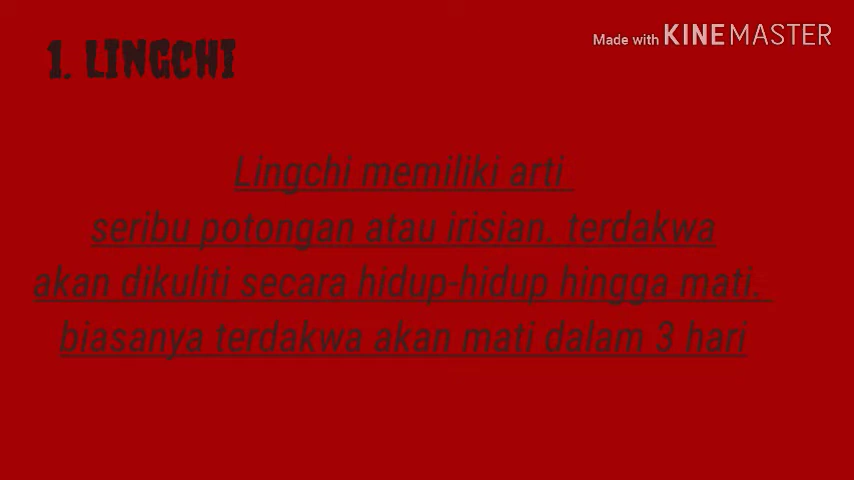 Made with KINEMASTER
1. LINGCHI
Lingchi memiliki arti
seribu potongan atau irisian, terdakwa
akan dikuliti secara hidup-hidup hingga mati.
biasanya terdakwa akan mati dalam 3 hari